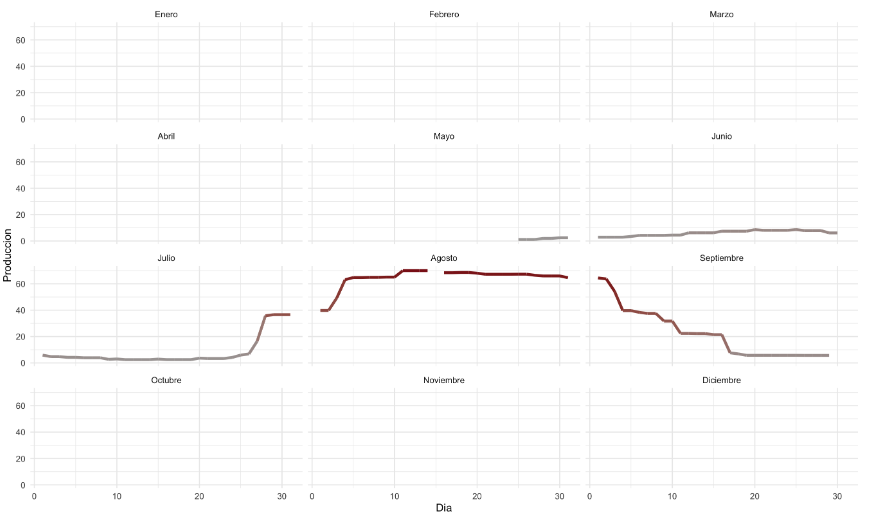 Enero Febrero Marzo
60
40
20
0
Abril Mayo Junio
60
40
20
0
Produccion
Julio Agosto Septiembre
60
40
20
0
Octubre Noviembre Diciembre
60
40
20
0
0 10 20 30 0 10 20 30 0 10 20 30
Dia